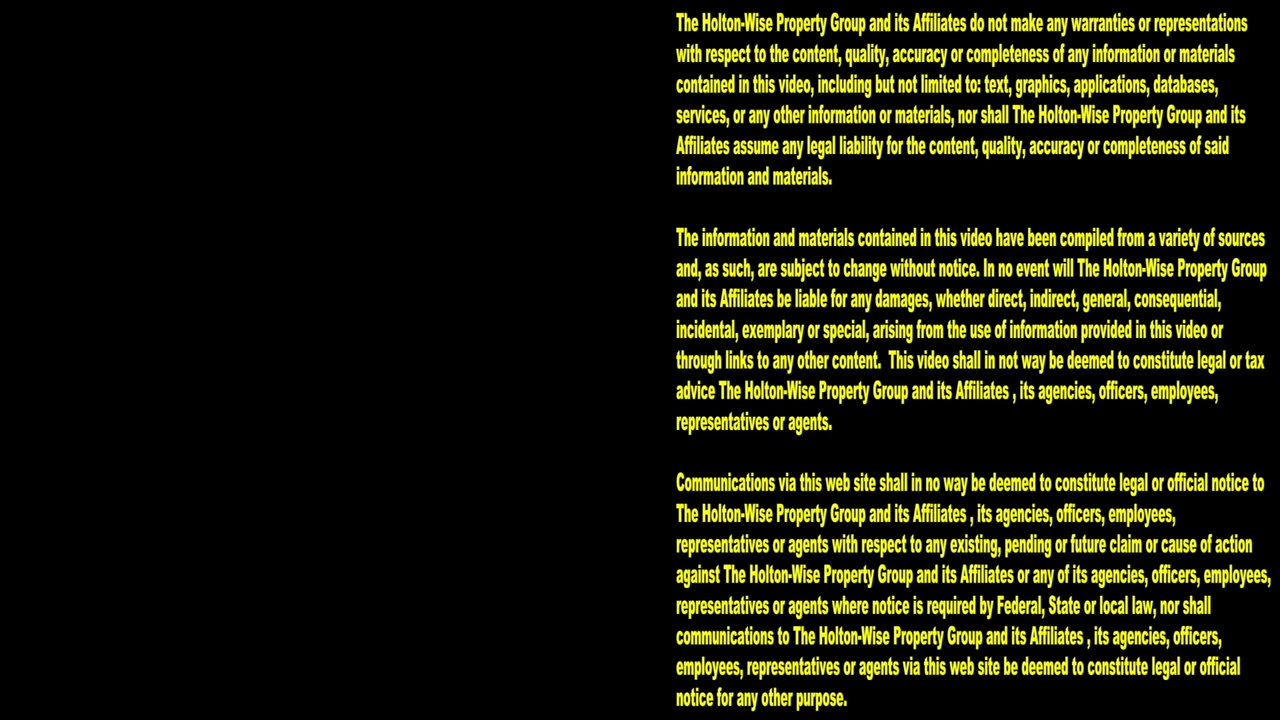 The Holton-Wise Property Group and its Affiliates do not make any warranties or representations
with respect to the content, quality, accuracy or completeness of any information or materials
contained in this video, including but not limited to: text, graphics, applications, databases,
services, or any other information or materials, nor shall The Holton-Wise Property Group and its
Affiliates assume any legal liability for the content, quality, accuracy or completeness of said
information and materials.
The information and materials contained in this video have been compiled from a variety of sources
and, as such, are subject to change without notice. In no event will The Holton-Wise Property Group
and its Affiliates be liable for any damages, whether direct, indirect, general, consequential,
incidental, exemplary or special, arising from the use of information provided in this video or
through links to any other content.  This video shall in not way be deemed to constitute legal or tax
advice The Holton-Wise Property Group and its Affiliates , its agencies, officers, employees,
representatives or agents.
Communications via this web site shall in no way be deemed to constitute legal or official notice to
The Holton-Wise Property Group and its Affiliates , its agencies, officers, employees,
representatives or agents with respect to any existing, pending or future claim or cause of action
against The Holton-Wise Property Group and its Affiliates or any of its agencies, officers, employees,
representatives or agents where notice is required by Federal, State or local law, nor shall
communications to The Holton-Wise Property Group and its Affiliates , its agencies, officers,
employees, representatives or agents via this web site be deemed to constitute legal or official
notice for any other purpose.